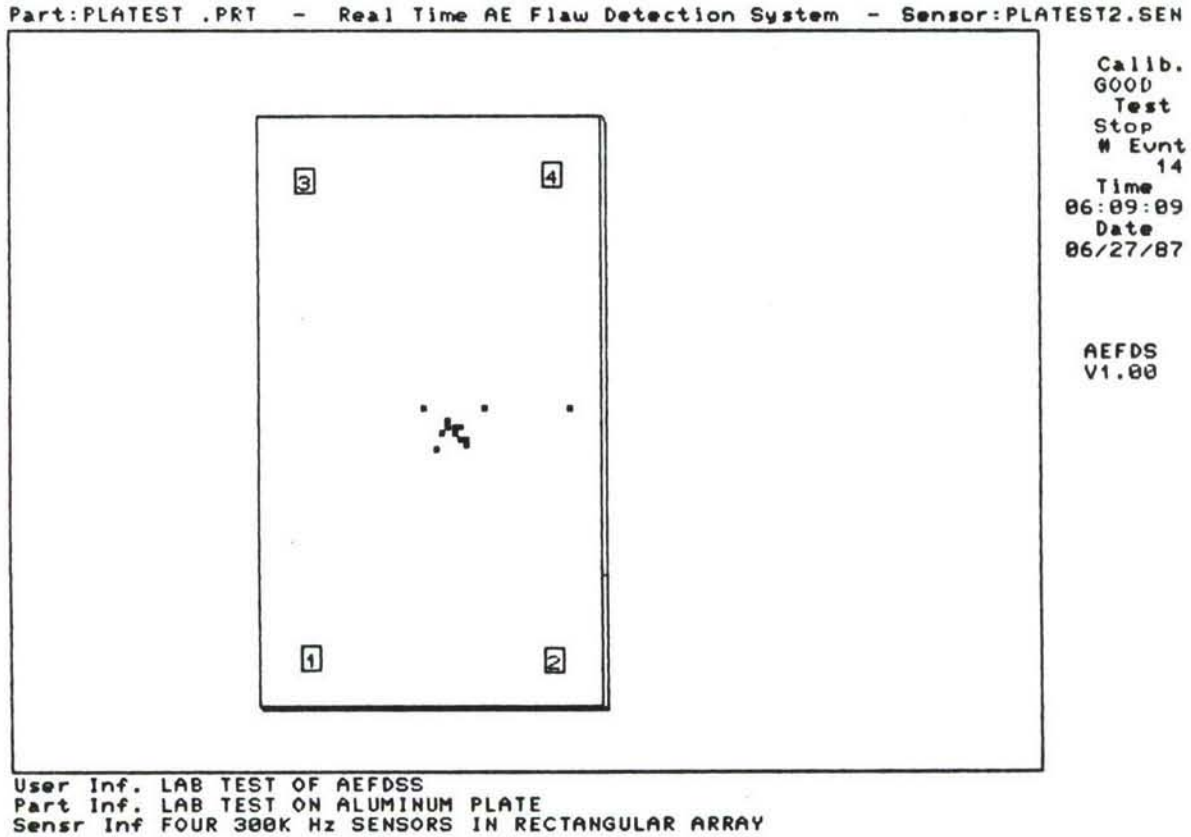 Part:PLATEST .PRT - Real Time AE Flaw Detection System - Sensor:PLATEST2.SEN
Calib.
GOOD
Test
Stop
# Evnt
14
Time
06:09:09
Date
06/27/87
AEFDS
V1.00
3
4
1
2
User Inf. LAB TEST OF AEFDSS
Part Inf. LAB TEST ON ALUMINUM PLATE
Sensr Inf FOUR 300K Hz SENSORS IN RECTANGULAR ARRAY